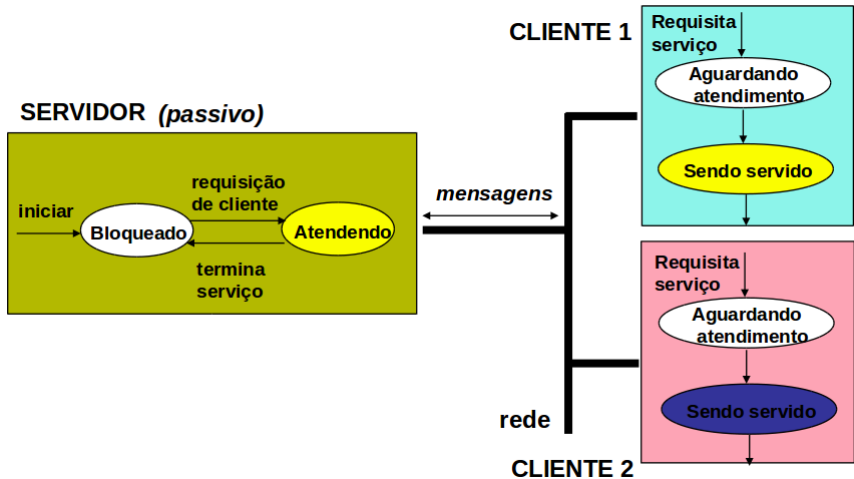 SERVIDOR (passivo)
iniciar
Bloqueado
requisição
de cliente
Atendendo
termina
serviço
mensagens
rede
CLIENTE 1
Requisita
serviço
Aguardando
atendimento
Sendo servido
Requisita
serviço
Aguardando
atendimento
Sendo servido
CLIENTE 2